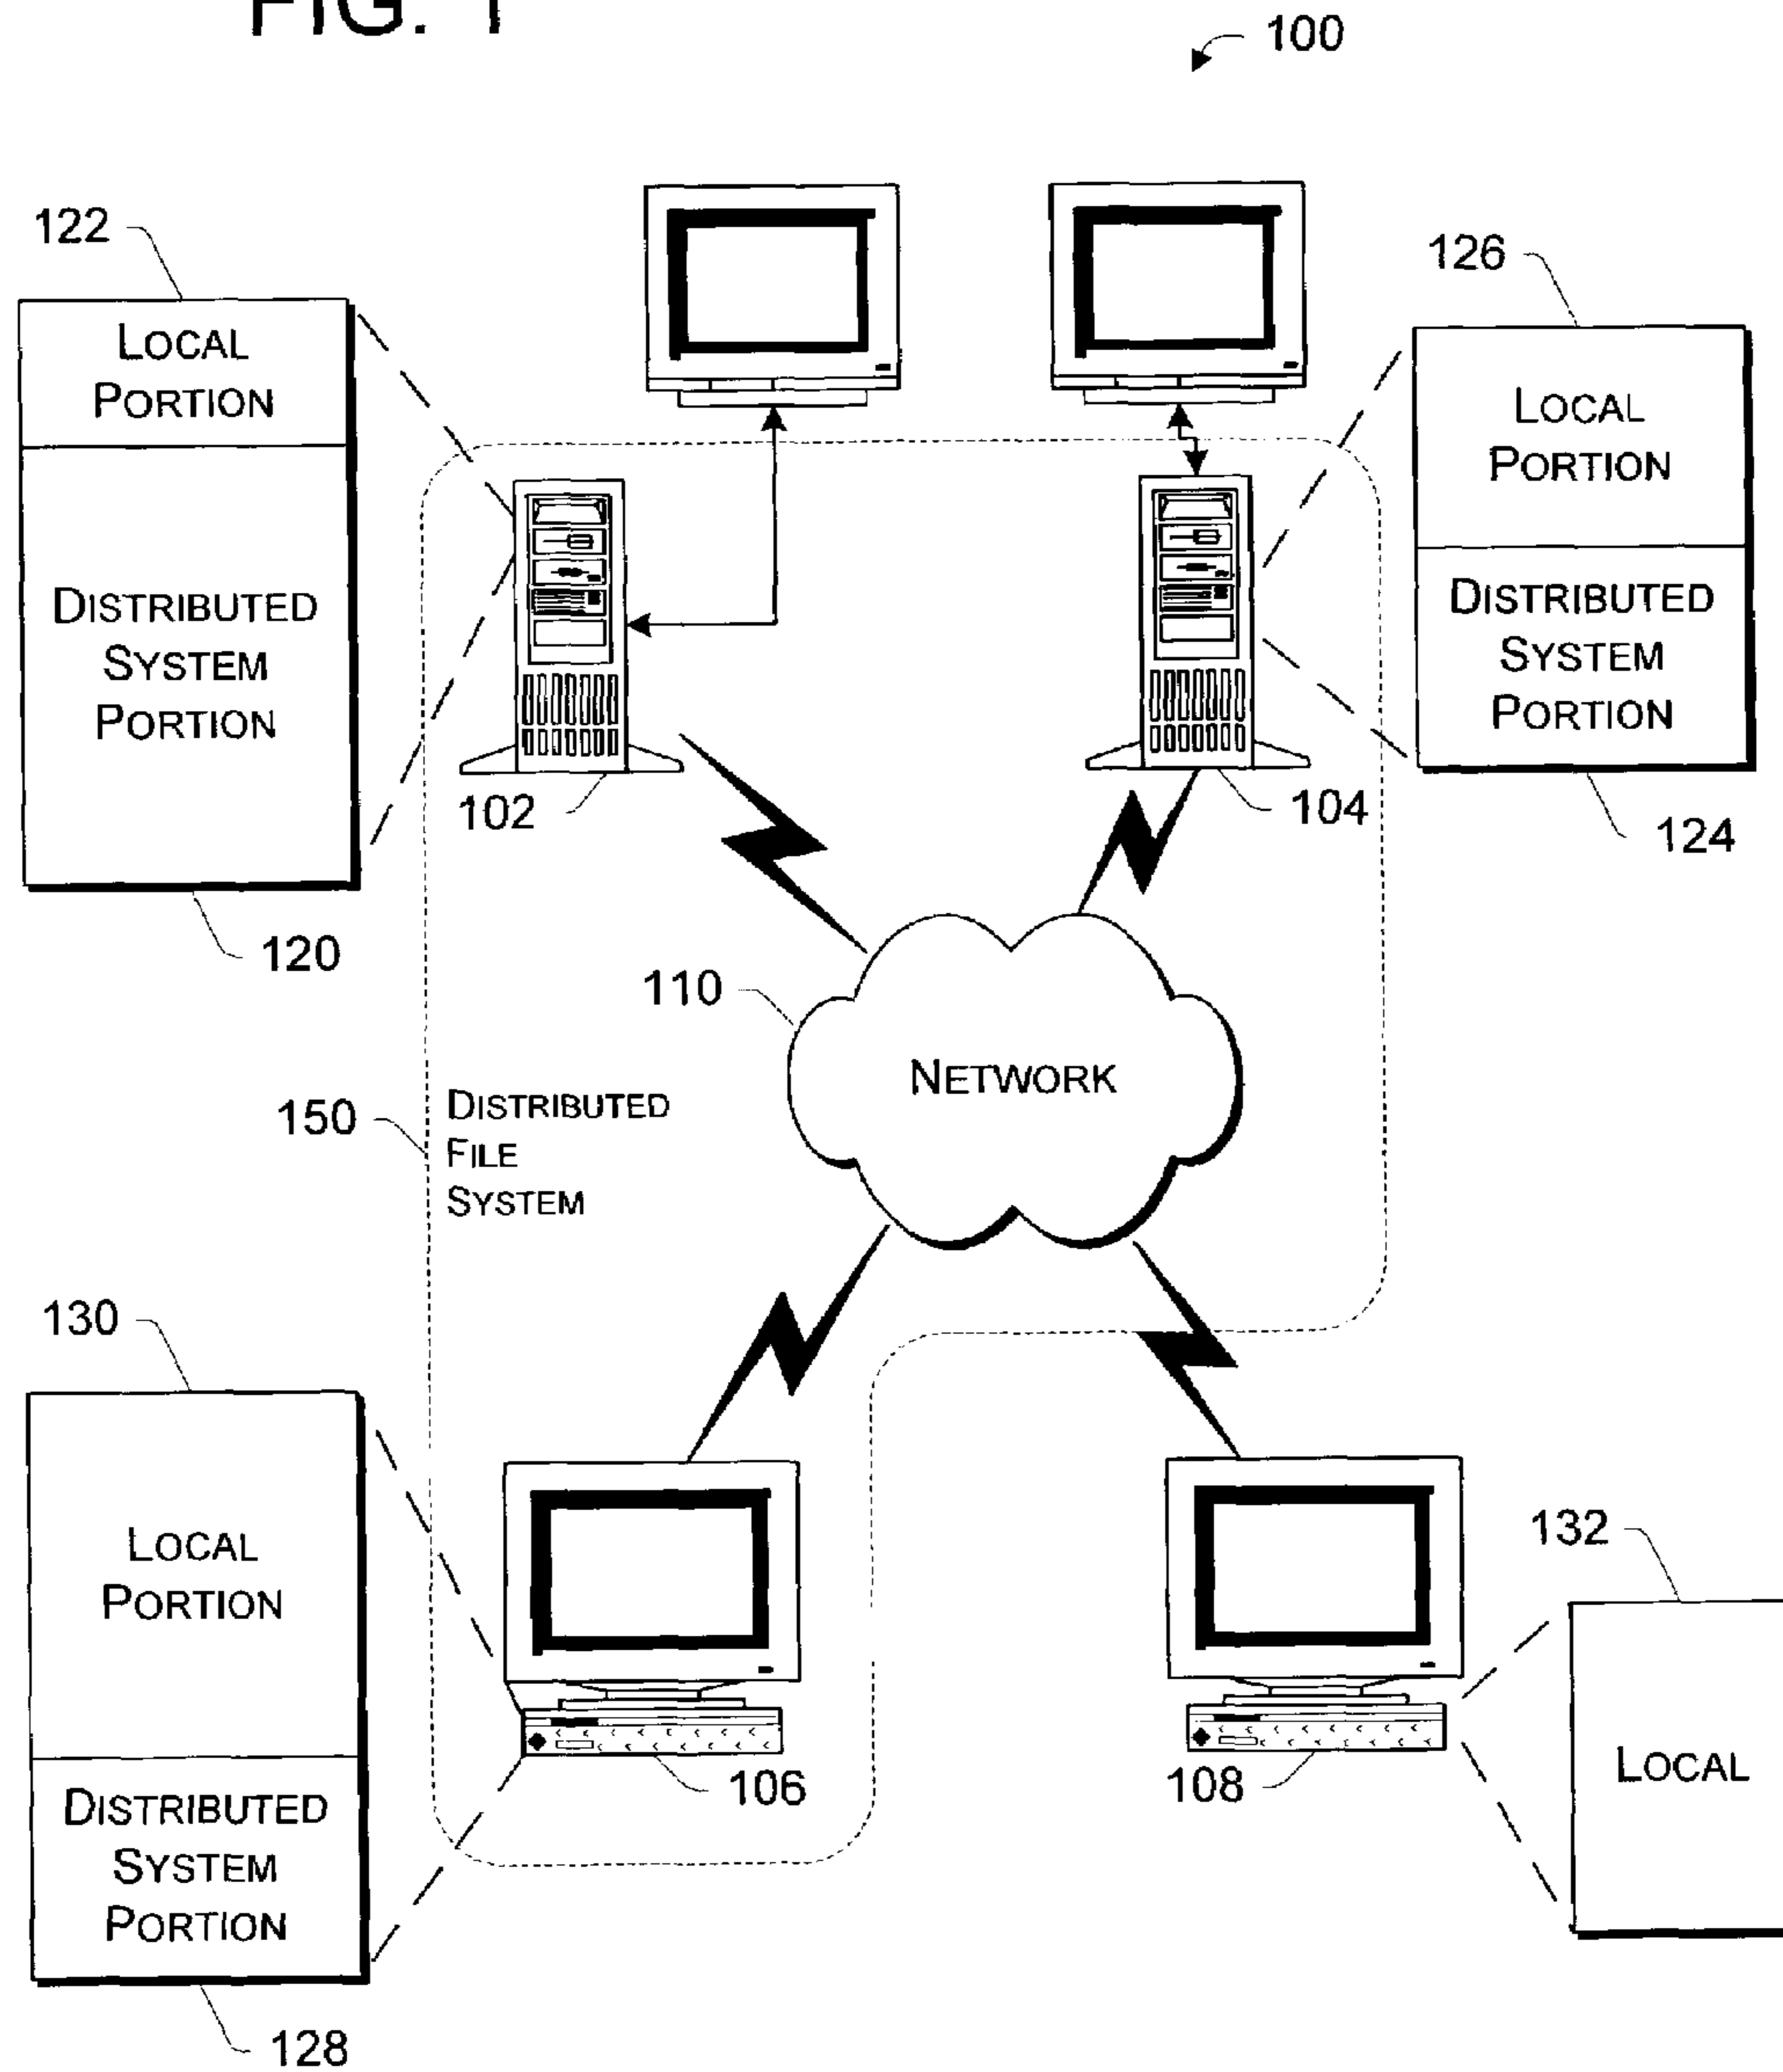 FIG. 1
100
122
126
LOCAL
PORTION
DISTRIBUTED
SYSTEM
PORTION
LOCAL
PORTION
DISTRIBUTED
SYSTEM
PORTION
102
104
124
120
110
NETWORK
150
DISTRIBUTED
FILE
SYSTEM
130
LOCAL
PORTION
DISTRIBUTED
SYSTEM
PORTION
132
LOCAL
106
108
128